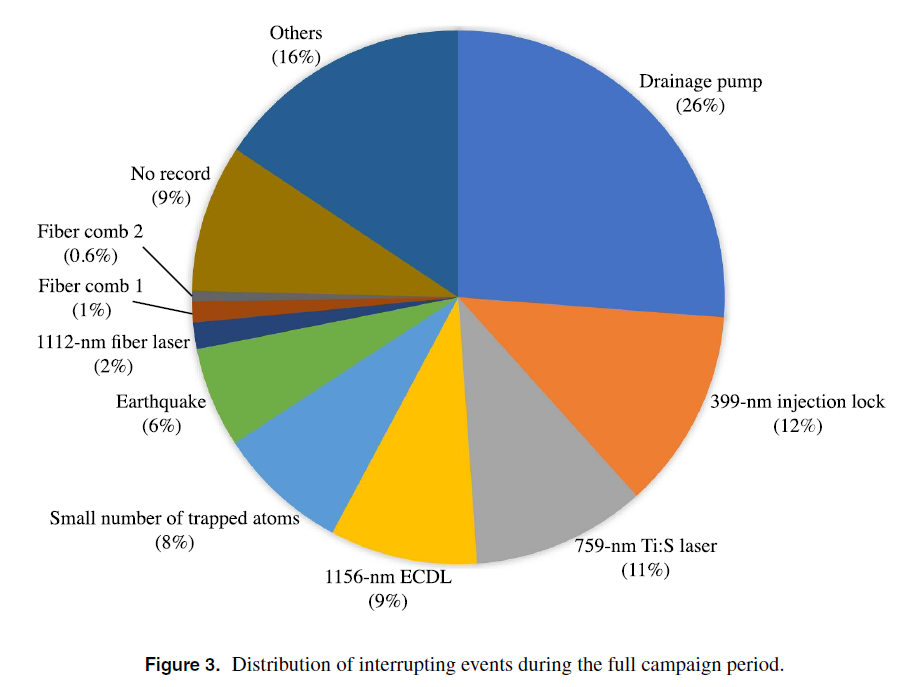 Others
(16%)
Drainage pump
(26%)
No record
(9%)
Fiber comb 2
(0.6%)
Fiber comb 1
(1%)
1112-nm fiber laser
(2%)
Earthquake
(6%)
399-nm injection lock
(12%)
Small number of trapped atoms
(8%)
759-nm Ti:S laser
(11%)
1156-nm ECDL
(9%)
Figure 3. Distribution of interrupting events during the full campaign period.